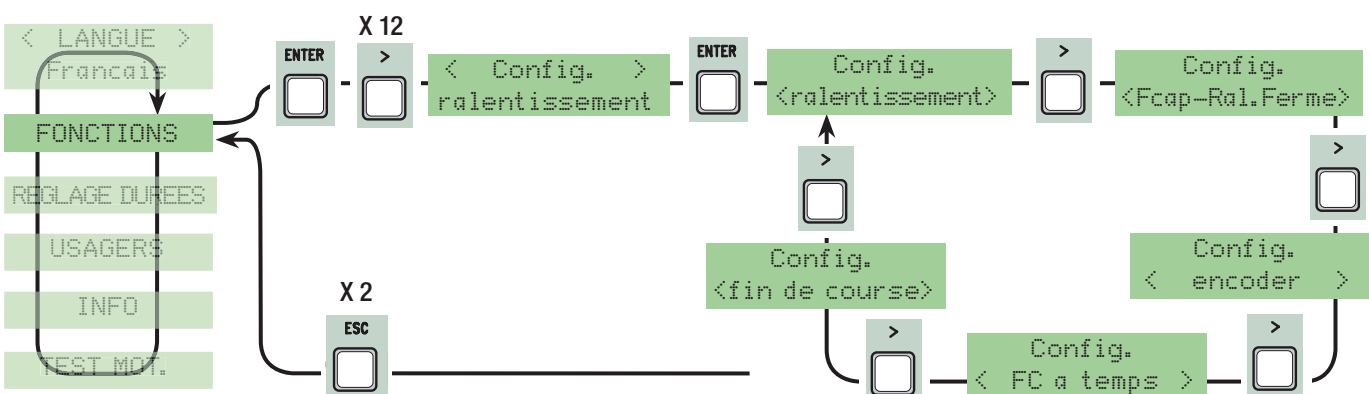 < LANGUE >
Francais
FONCTIONS
REGLAGE DUREES
USAGERS
INFO
TEST MOT.
ENTER
X 12
>
< Config. >
ralentissement
ENTER
Config.
<ralentissement>
>
Config.
<Fcap-Ral.Ferme>
>
Config.
< encoder >
>
Config.
< FC a temps >
>
Config.
<fin de course>
>
X 2
ESC